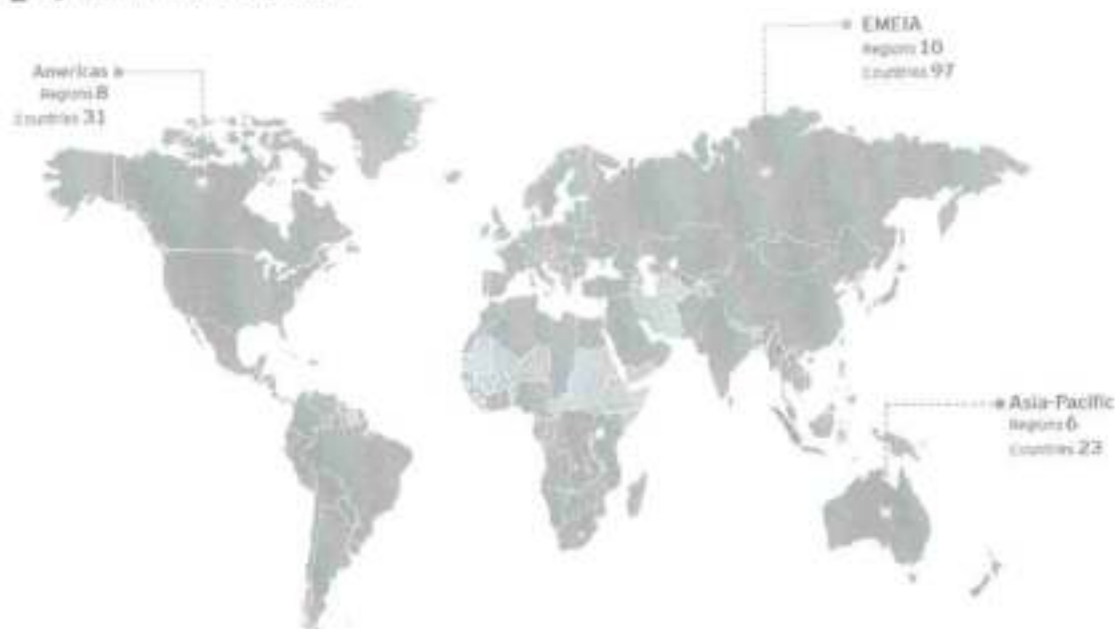 Americas
Regions 8
Countries 31
EMEIA
Regions 10
Countries 97
Asia-Pacific
Regions 6
Countries 23